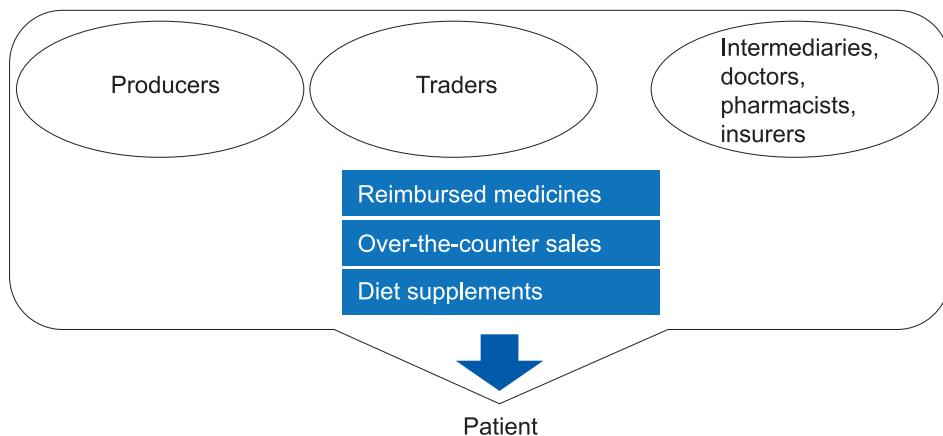 Producers
Traders
Intermediaries,
doctors,
pharmacists,
insurers
Reimbursed medicines
Over-the-counter sales
Diet supplements
Patient